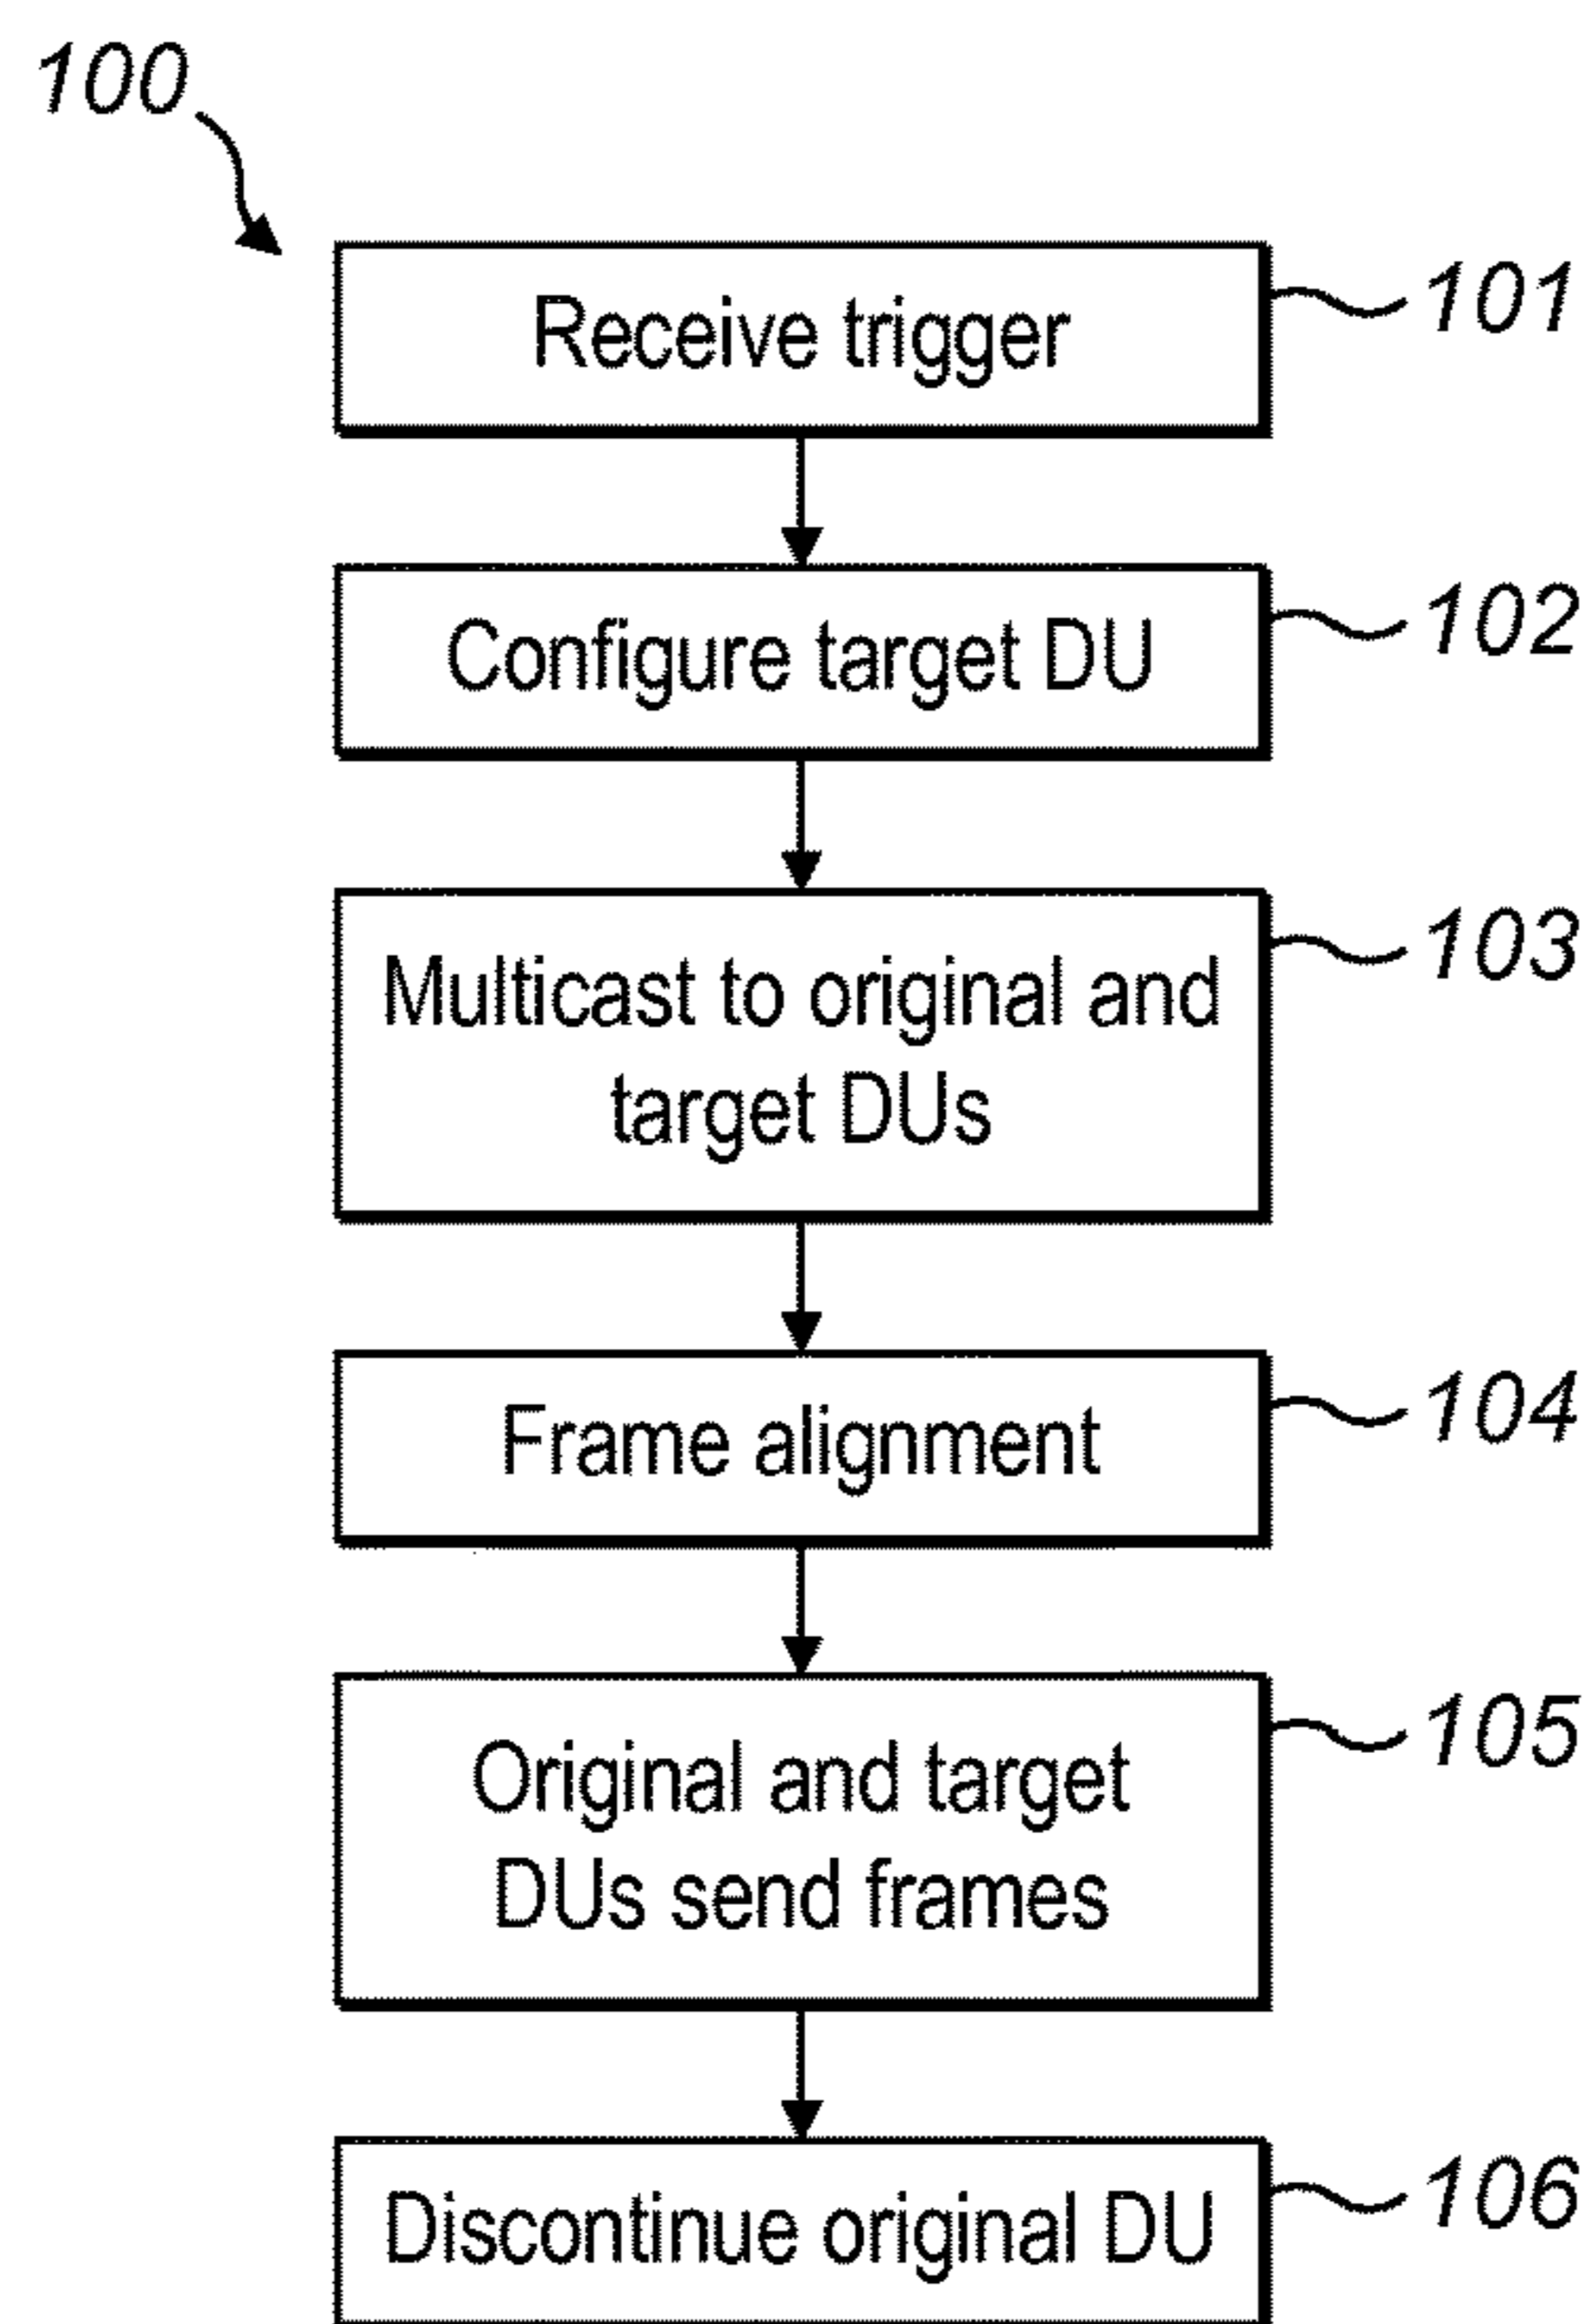 100
Receive trigger
101
Configure target DU
102
Multicast to original and
target DUs
103
Frame alignment
104
Original and target
DUs send frames
105
Discontinue original DU
106